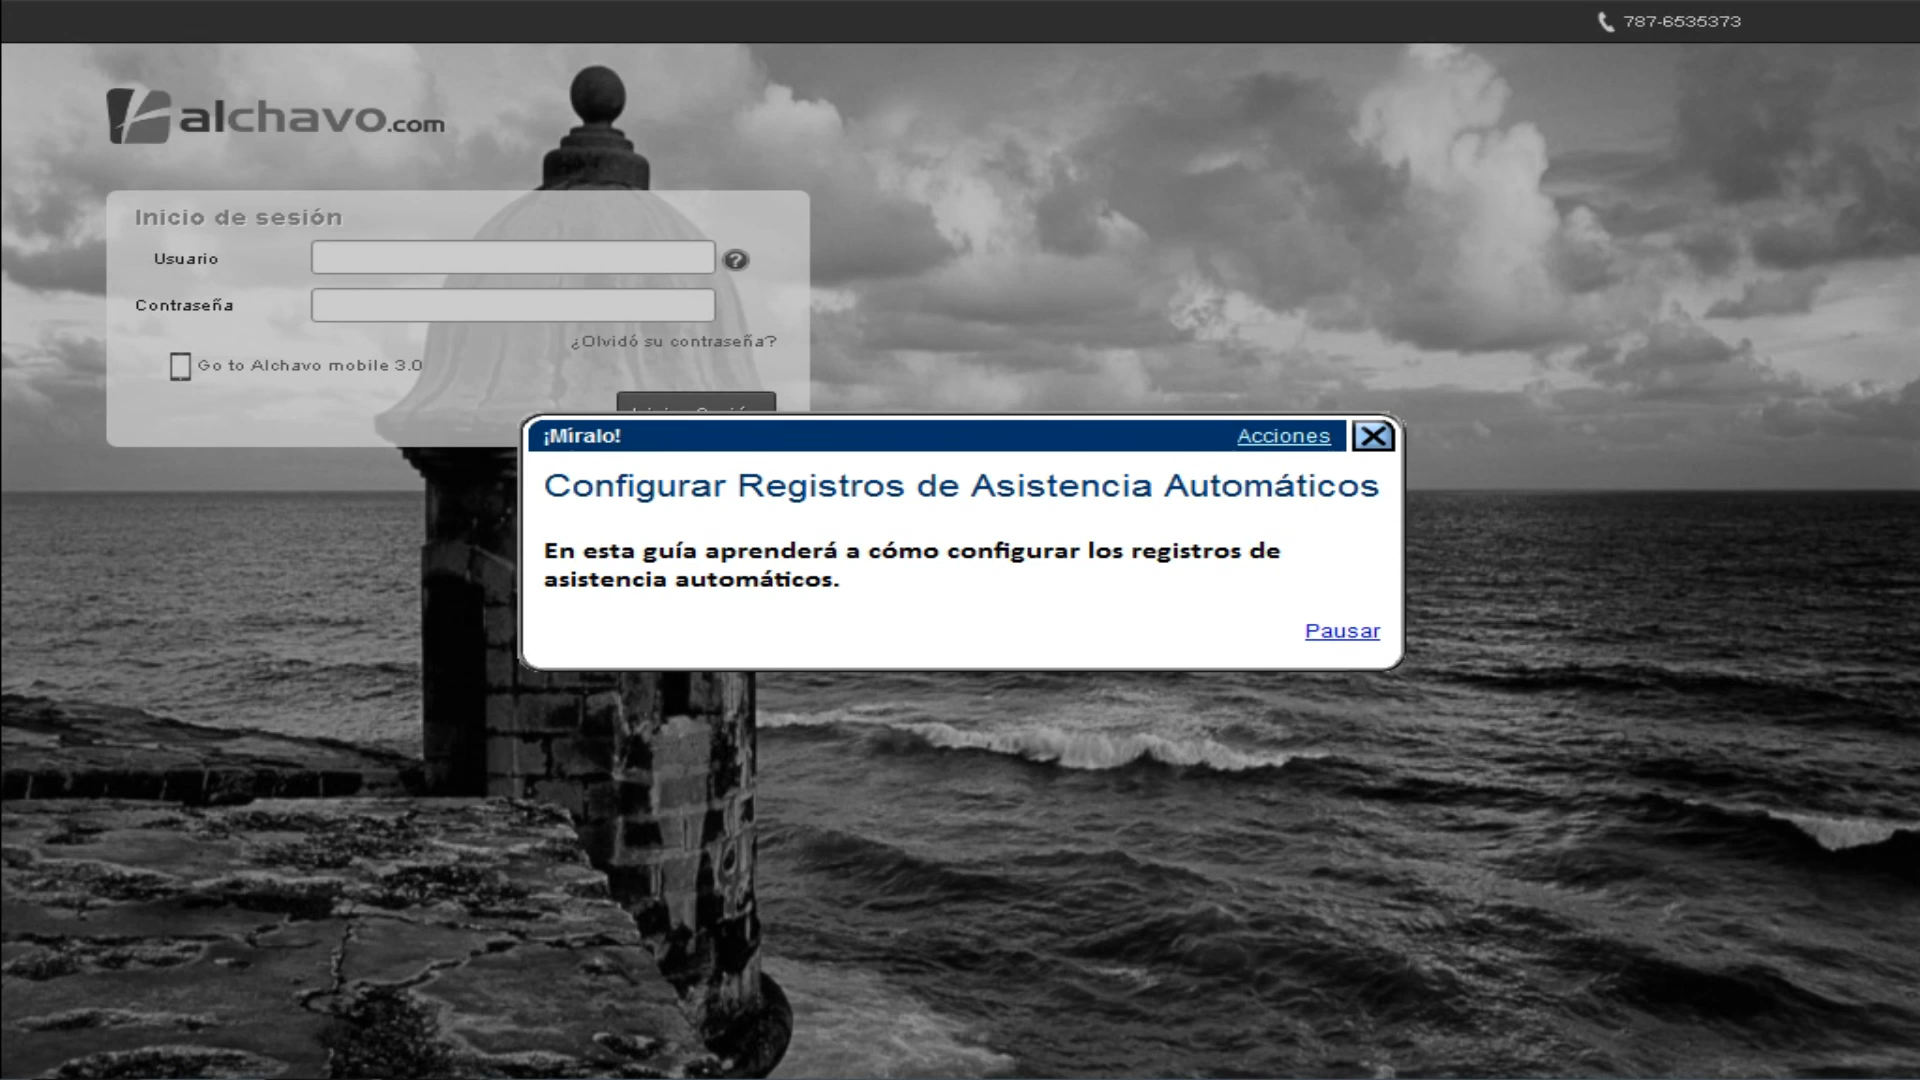 787-6535373
alchavo.com
Inicio de sesión
Usuario
?
Contraseña
¿Olvidó su contraseña?
Go to Alchavo mobile 3.0
¡Míralo!
Acciones
Configurar Registros de Asistencia Automáticos
En esta guía aprenderá a cómo configurar los registros de
asistencia automáticos.
Pausar